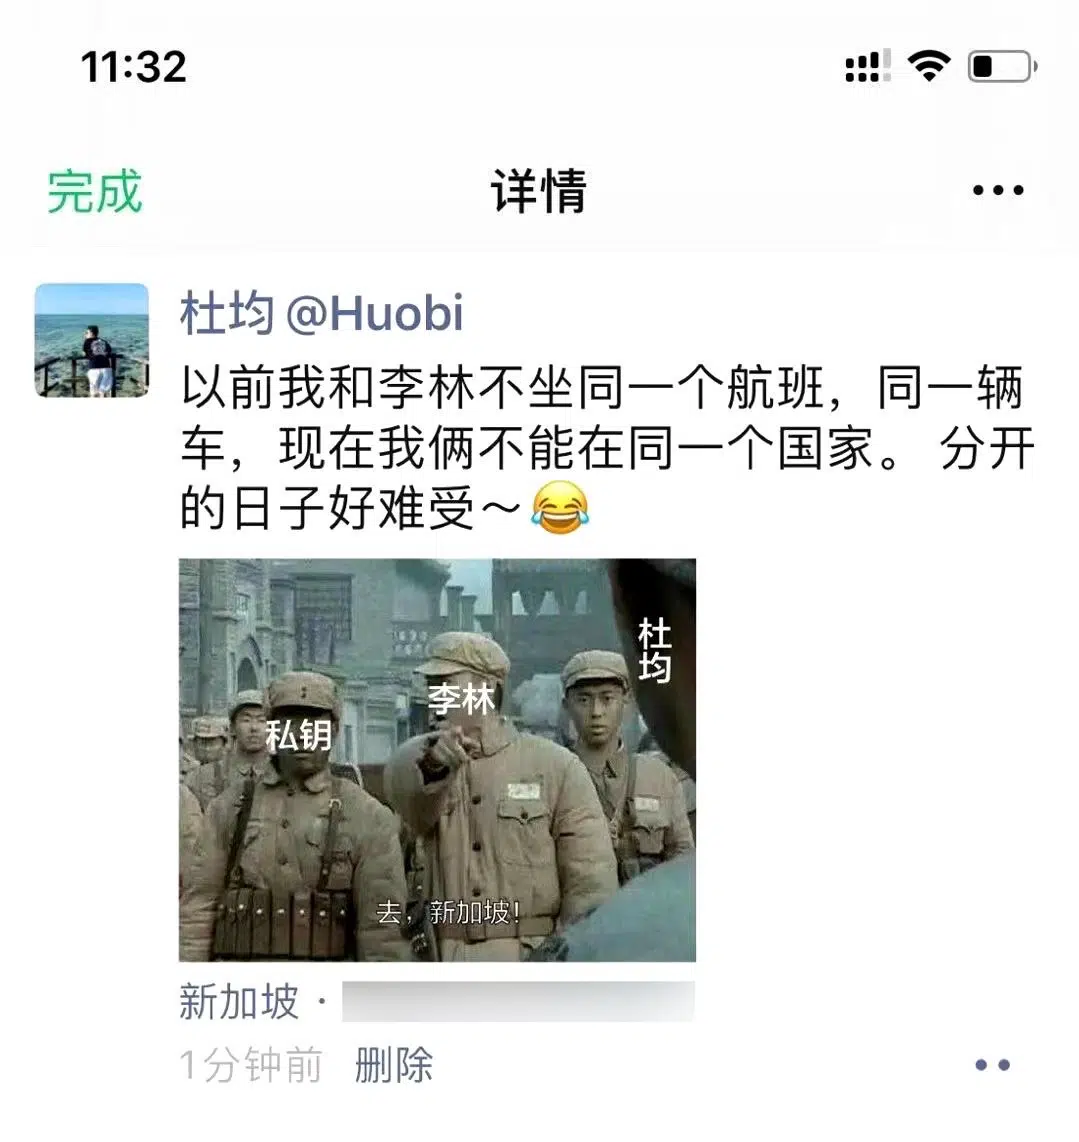 11:32
完成 详情
杜均@Huobi
以前我和李林不坐同一个航班，同一辆
车，现在我俩不能在同一个国家。 分开
的日子好难受～😂
杜均
李林
私钥
去，新加坡！
新加坡 ·
1分钟前 删除